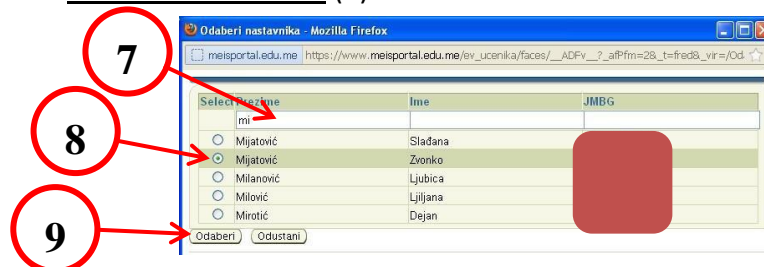 Odaberi nastavnika - Mozilla Firefox
meisportal.edu.me https://www.meisportal.edu.me/ev_ucenika/faces/__ADFv__?_afPfm=2&_t=fred&_vir=/Od
7
Select Prezime Ime JMBG
mi
8
Mijatović Slađana
Mijatović Zvonko
Milanović Ljubica
Milović Ljiljana
Mirotić Dejan
9
Odaberi Odustani